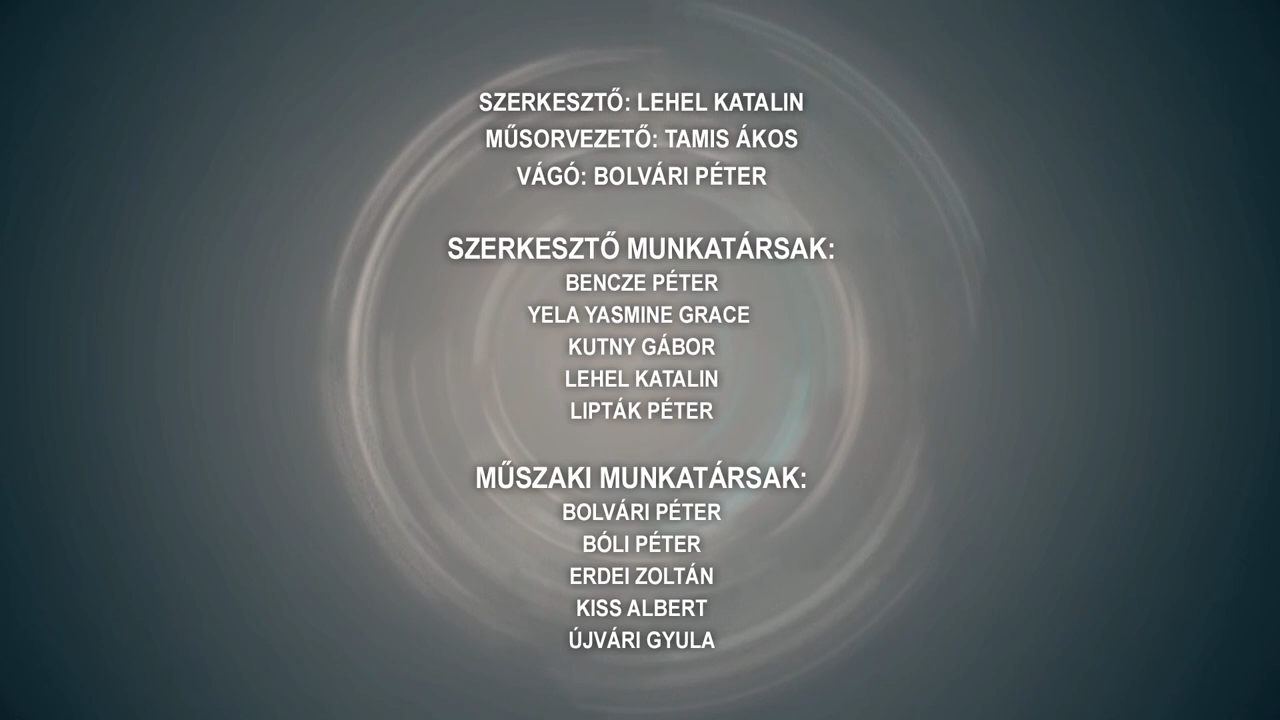 SZERKESZTŐ: LEHEL KATALIN
MŰSORVEZETŐ: TAMIS ÁKOS
VÁGÓ: BOLVÁRI PÉTER
SZERKESZTŐ MUNKATÁRSAK:
BENCZE PÉTER
YELA YASMINE GRACE
KUTNY GÁBOR
LEHEL KATALIN
LIPTÁK PÉTER
MŰSZAKI MUNKATÁRSAK:
BOLVÁRI PÉTER
BÓLI PÉTER
ERDEI ZOLTÁN
KISS ALBERT
ÚJVÁRI GYULA